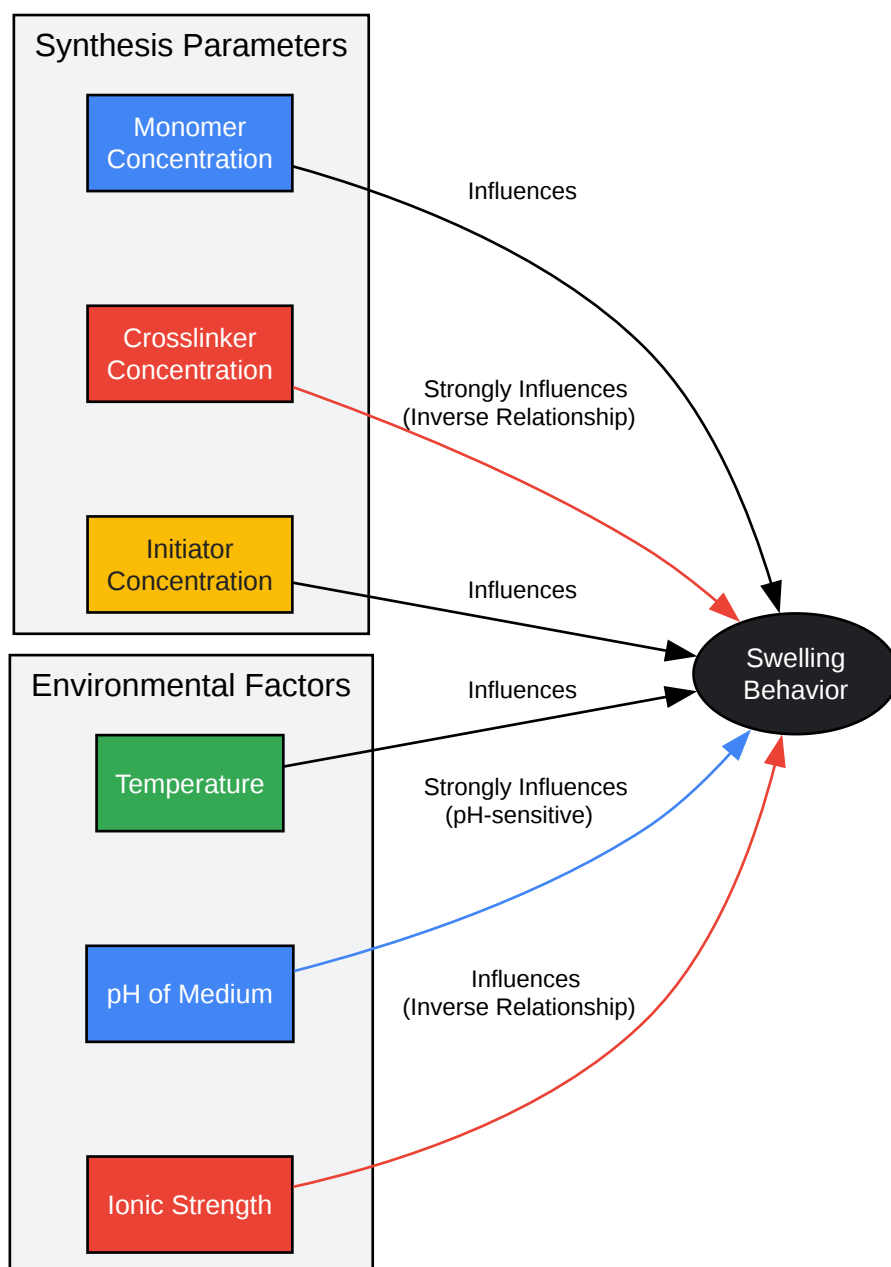 Synthesis Parameters
Monomer
Concentration
Influences
Crosslinker
Concentration
Strongly Influences
(Inverse Relationship)
Initiator
Concentration
Influences
Swelling
Behavior
Environmental Factors
Influences
Temperature
Strongly Influences
(pH-sensitive)
pH of Medium
Influences
(Inverse Relationship)
Ionic Strength